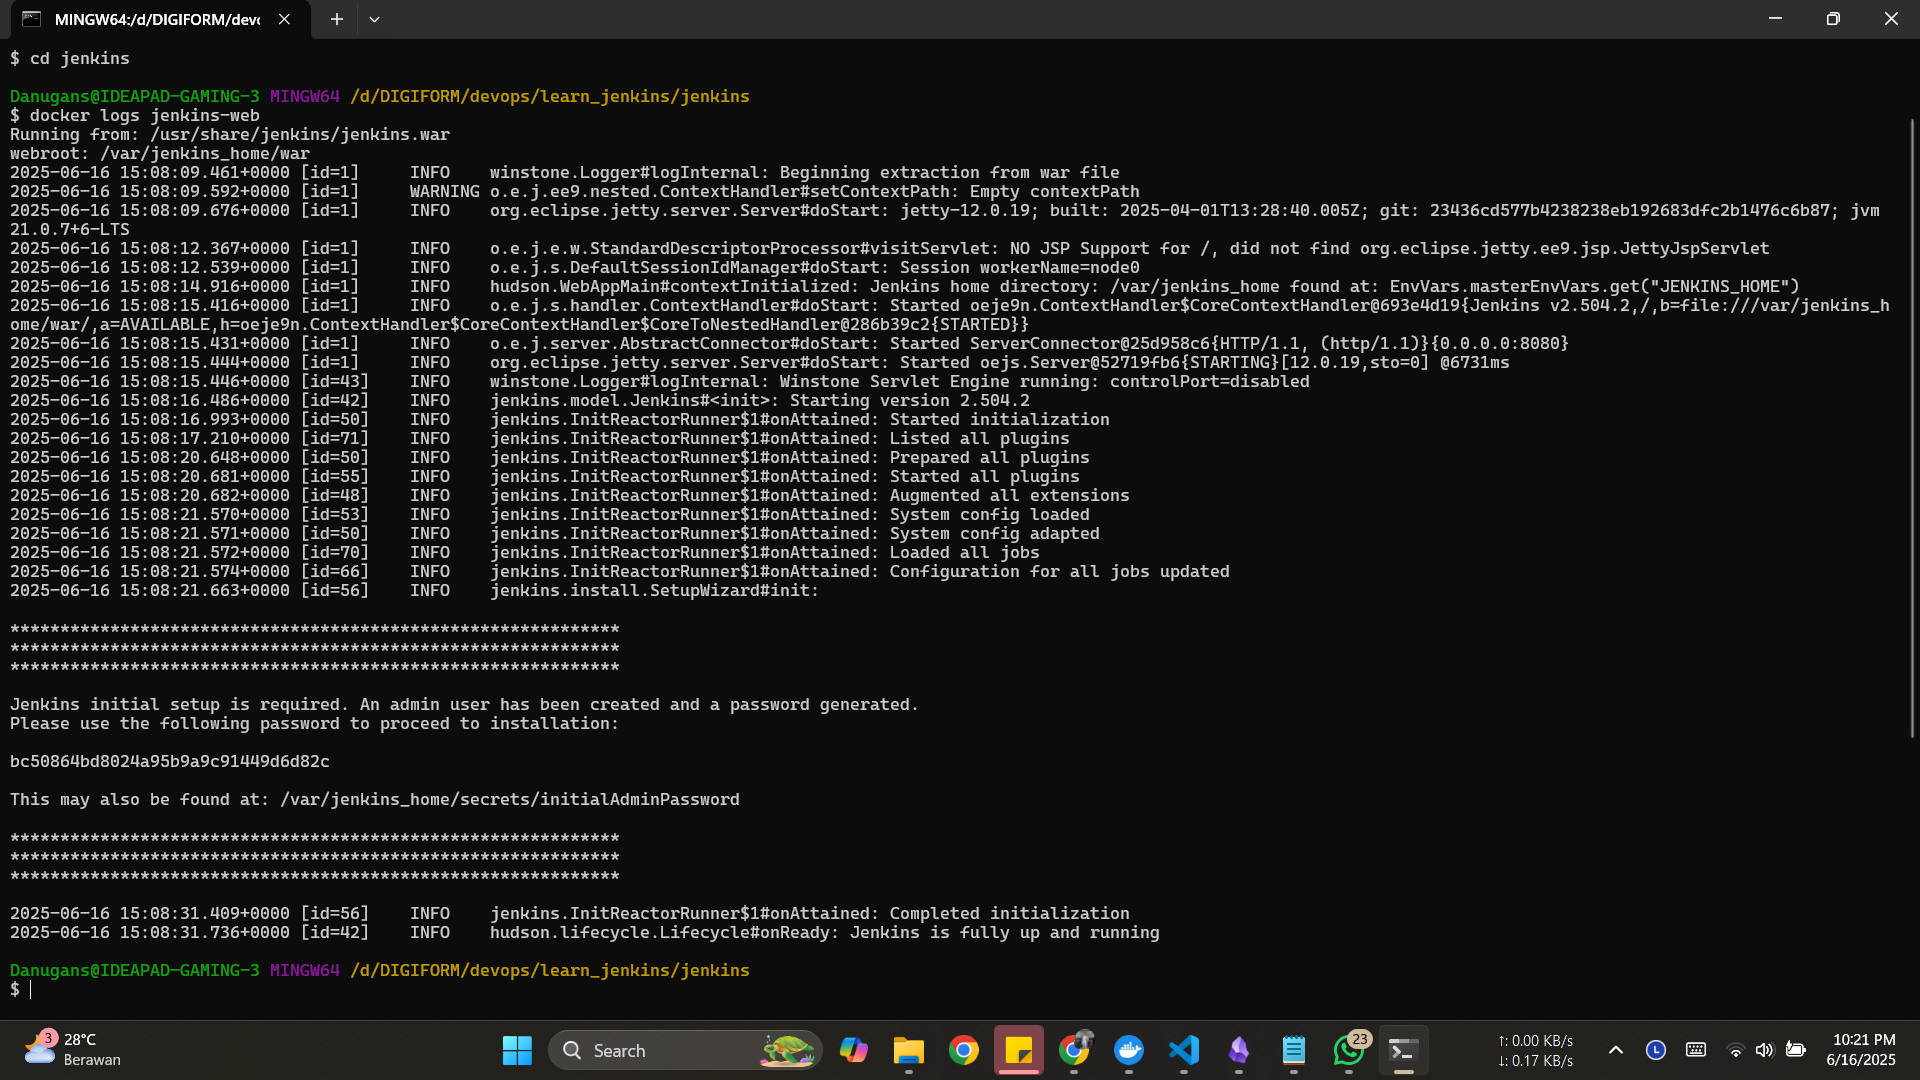 MINGW64:/d/DIGIFORM/devo
$ cd jenkins
Danugans@IDEAPAD-GAMING-3 MINGW64 /d/DIGIFORM/devops/learn_jenkins/jenkins
$ docker logs jenkins-web
Running from: /usr/share/jenkins/jenkins.war
webroot: /var/jenkins_home/war
2025-06-16 15:08:09.461+0000 [id=1]     INFO    winstone.Logger#logInternal: Beginning extraction from war file
2025-06-16 15:08:09.592+0000 [id=1]     WARNING o.e.j.ee9.nested.ContextHandler#setContextPath: Empty contextPath
2025-06-16 15:08:09.676+0000 [id=1]     INFO    org.eclipse.jetty.server.Server#doStart: jetty-12.0.19; built: 2025-04-01T13:28:40.005Z; git: 23436cd577b4238238eb192683dfc2b1476c6b87; jvm
21.0.7+6-LTS
2025-06-16 15:08:12.367+0000 [id=1]     INFO    o.e.j.e.w.StandardDescriptorProcessor#visitServlet: NO JSP Support for /, did not find org.eclipse.jetty.ee9.jsp.JettyJspServlet
2025-06-16 15:08:12.539+0000 [id=1]     INFO    o.e.j.s.DefaultSessionIdManager#doStart: Session workerName=node0
2025-06-16 15:08:14.916+0000 [id=1]     INFO    hudson.WebAppMain#contextInitialized: Jenkins home directory: /var/jenkins_home found at: EnvVars.masterEnvVars.get("JENKINS_HOME")
2025-06-16 15:08:15.416+0000 [id=1]     INFO    o.e.j.s.handler.ContextHandler#doStart: Started oeje9n.ContextHandler$CoreContextHandler@693e4d19{Jenkins v2.504.2,/,b=file:///var/jenkins_h
ome/war/,a=AVAILABLE,h=oeje9n.ContextHandler$CoreContextHandler$CoreToNestedHandler@286b39c2{STARTED}}
2025-06-16 15:08:15.431+0000 [id=1]     INFO    o.e.j.server.AbstractConnector#doStart: Started ServerConnector@25d958c6{HTTP/1.1, (http/1.1)}{0.0.0.0:8080}
2025-06-16 15:08:15.444+0000 [id=1]     INFO    org.eclipse.jetty.server.Server#doStart: Started oejs.Server@52719fb6{STARTING}[12.0.19,sto=0] @6731ms
2025-06-16 15:08:15.446+0000 [id=43]    INFO    winstone.Logger#logInternal: Winstone Servlet Engine running: controlPort=disabled
2025-06-16 15:08:16.486+0000 [id=42]    INFO    jenkins.model.Jenkins#<init>: Starting version 2.504.2
2025-06-16 15:08:16.993+0000 [id=50]    INFO    jenkins.InitReactorRunner$1#onAttained: Started initialization
2025-06-16 15:08:17.210+0000 [id=71]    INFO    jenkins.InitReactorRunner$1#onAttained: Listed all plugins
2025-06-16 15:08:20.648+0000 [id=50]    INFO    jenkins.InitReactorRunner$1#onAttained: Prepared all plugins
2025-06-16 15:08:20.681+0000 [id=55]    INFO    jenkins.InitReactorRunner$1#onAttained: Started all plugins
2025-06-16 15:08:20.682+0000 [id=48]    INFO    jenkins.InitReactorRunner$1#onAttained: Augmented all extensions
2025-06-16 15:08:21.570+0000 [id=53]    INFO    jenkins.InitReactorRunner$1#onAttained: System config loaded
2025-06-16 15:08:21.571+0000 [id=50]    INFO    jenkins.InitReactorRunner$1#onAttained: System config adapted
2025-06-16 15:08:21.572+0000 [id=70]    INFO    jenkins.InitReactorRunner$1#onAttained: Loaded all jobs
2025-06-16 15:08:21.574+0000 [id=66]    INFO    jenkins.InitReactorRunner$1#onAttained: Configuration for all jobs updated
2025-06-16 15:08:21.663+0000 [id=56]    INFO    jenkins.install.SetupWizard#init:
*************************************************************
*************************************************************
*************************************************************
Jenkins initial setup is required. An admin user has been created and a password generated.
Please use the following password to proceed to installation:
bc50864bd8024a95b9a9c91449d6d82c
This may also be found at: /var/jenkins_home/secrets/initialAdminPassword
*************************************************************
*************************************************************
*************************************************************
2025-06-16 15:08:31.409+0000 [id=56]    INFO    jenkins.InitReactorRunner$1#onAttained: Completed initialization
2025-06-16 15:08:31.736+0000 [id=42]    INFO    hudson.lifecycle.Lifecycle#onReady: Jenkins is fully up and running
Danugans@IDEAPAD-GAMING-3 MINGW64 /d/DIGIFORM/devops/learn_jenkins/jenkins
$
3
28°C
Berawan
Search
23
↑: 0.00 KB/s
↓: 0.17 KB/s
L
10:21 PM
6/16/2025